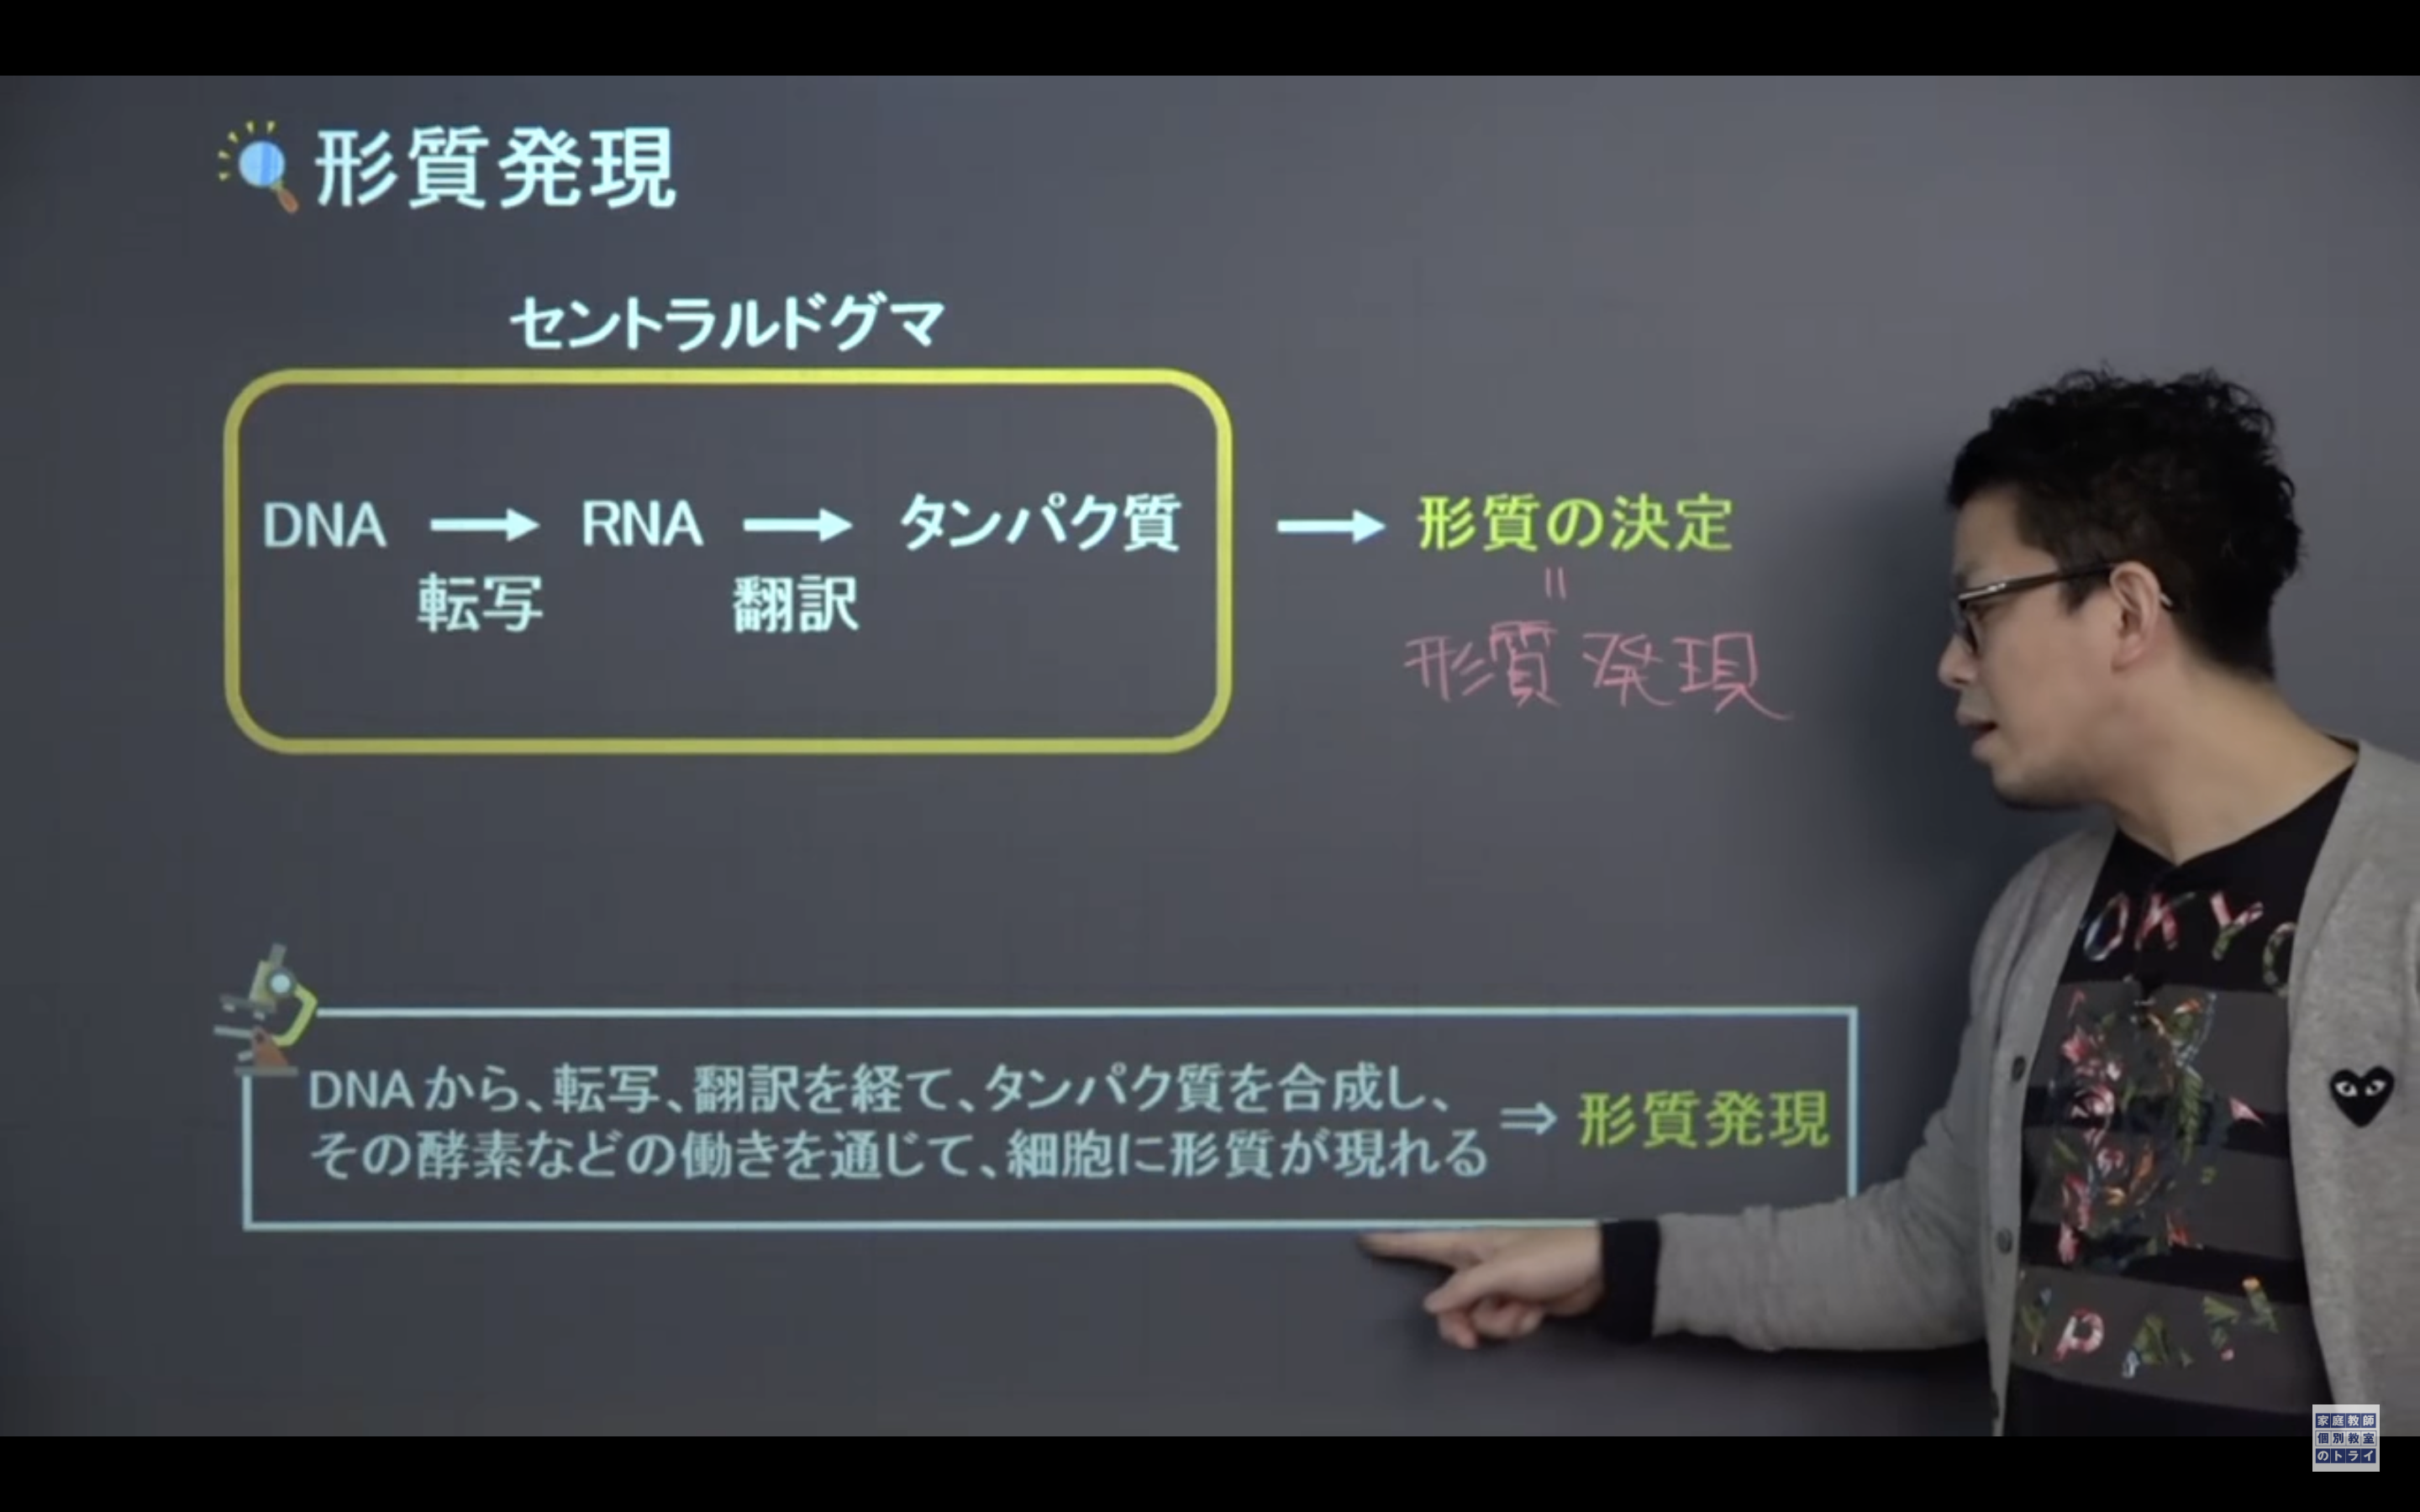 形質発現
セントラルドグマ
DNA → RNA → タンパク質 → 形質の決定
転写 翻訳
=
形質発現
DNAから、転写、翻訳を経て、タンパク質を合成し、
その酵素などの働きを通じて、細胞に形質が現れる
⇒ 形質発現
OKYO
PAN
家庭教師
個別教室
のトライ